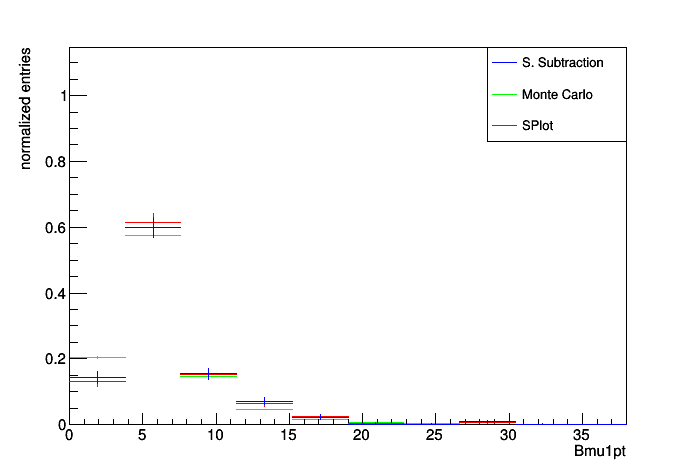 normalized entries
S. Subtraction
Monte Carlo
SPlot
1
0.8
0.6
0.4
0.2
0
0 5 10 15 20 25 30 35
Bmu1pt